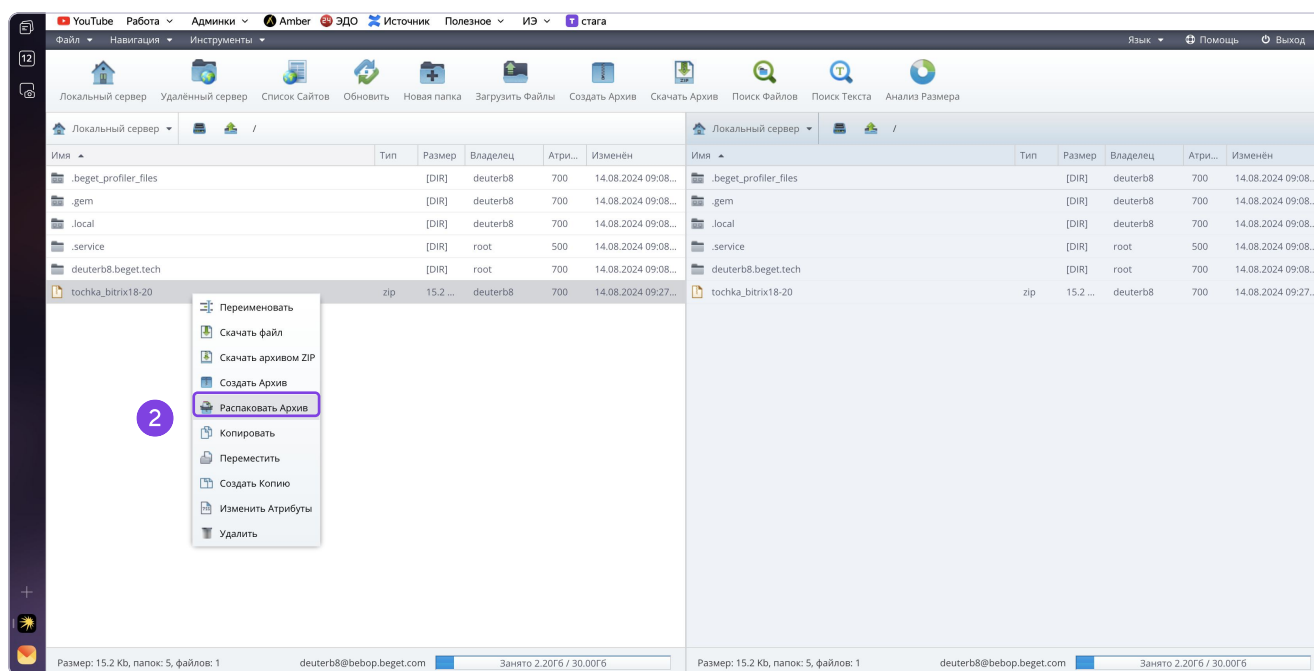 YouTube Работа Админки Amber ЭДО Источник Полезное ИЭ стага
Файл Навигация Инструменты Язык Помощь Выход
12
Локальный сервер Удалённый сервер Список Сайтов Обновить Новая папка Загрузить Файлы Создать Архив Скачать Архив Поиск Файлов Поиск Текста Анализ Размера
Локальный сервер / Локальный сервер /
Имя Тип Размер Владелец Атри... Изменён Имя Тип Размер Владелец Атри... Изменён
.beget_profiler_files [DIR] deuterb8 700 14.08.2024 09:08... .beget_profiler_files [DIR] deuterb8 700 14.08.2024 09:08..
.gem [DIR] deuterb8 700 14.08.2024 09:08... .gem [DIR] deuterb8 700 14.08.2024 09:08..
.local [DIR] deuterb8 700 14.08.2024 09:08... .local [DIR] deuterb8 700 14.08.2024 09:08..
.service [DIR] root 500 14.08.2024 09:08... .service [DIR] root 500 14.08.2024 09:08..
deuterb8.beget.tech [DIR] root 700 14.08.2024 09:08... deuterb8.beget.tech [DIR] root 700 14.08.2024 09:08..
tochka_bitrix18-20 zip 15.2 ... deuterb8 700 14.08.2024 09:27... tochka_bitrix18-20 zip 15.2 ... deuterb8 700 14.08.2024 09:27..
Переименовать
Скачать файл
Скачать архивом ZIP
Создать Архив
2 Распаковать Архив
Копировать
Переместить
Создать Копию
Изменить Атрибуты
Удалить
Размер: 15.2 Kb, папок: 5, файлов: 1 deuterb8@bebop.beget.com Занято 2.20Гб / 30.00Гб Размер: 15.2 Kb, папок: 5, файлов: 1 deuterb8@bebop.beget.com Занято 2.20Гб / 30.00Гб